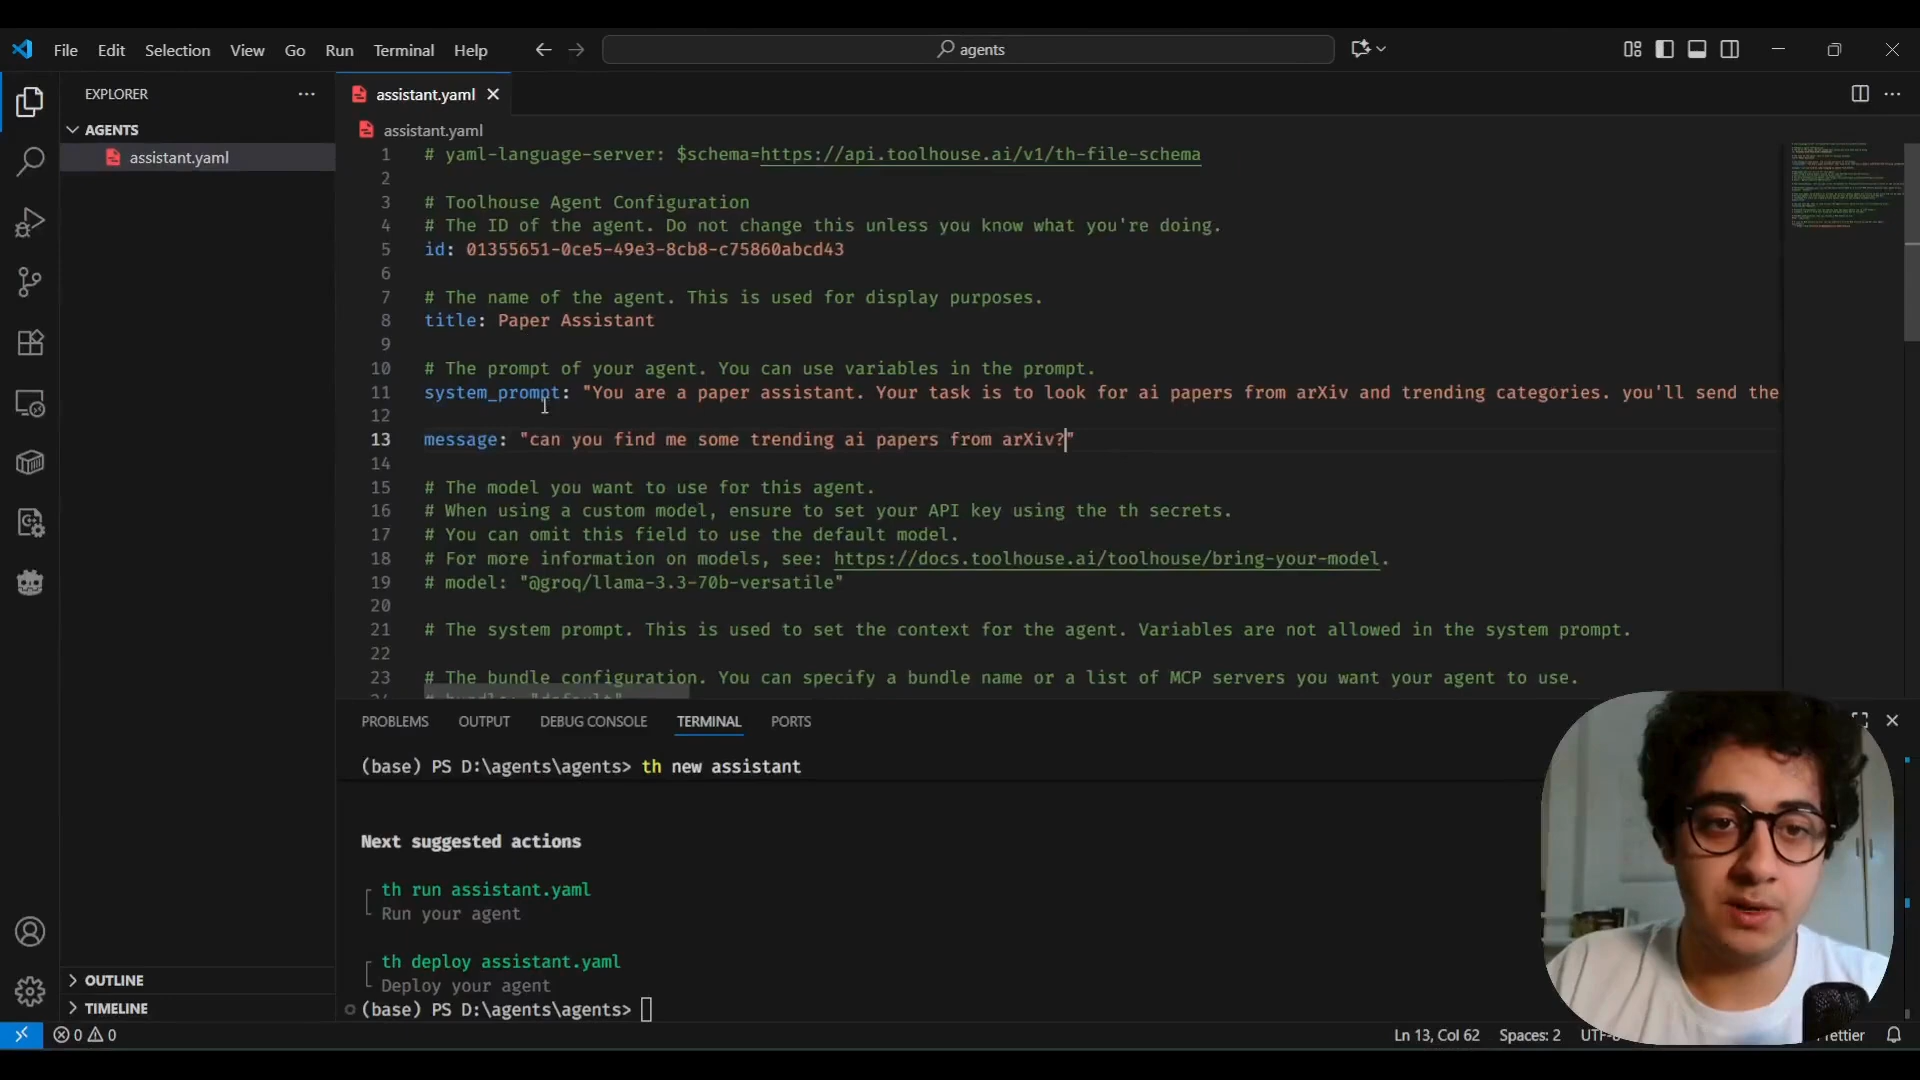 File Edit Selection View Go Run Terminal Help
agents
EXPLORER
AGENTS
assistant.yaml
OUTLINE
TIMELINE
assistant.yaml
assistant.yaml
1 # yaml-language-server: $schema=https://api.toolhouse.ai/v1/th-file-schema
2
3 # Toolhouse Agent Configuration
4 # The ID of the agent. Do not change this unless you know what you're doing.
5 id: 01355651-0ce5-49e3-8cb8-c75860abcd43
6
7 # The name of the agent. This is used for display purposes.
8 title: Paper Assistant
9
10 # The prompt of your agent. You can use variables in the prompt.
11 system_prompt: "You are a paper assistant. Your task is to look for ai papers from arXiv and trending categories. you'll send the
12
13 message: "can you find me some trending ai papers from arXiv?"
14
15 # The model you want to use for this agent.
16 # When using a custom model, ensure to set your API key using the th secrets.
17 # You can omit this field to use the default model.
18 # For more information on models, see: https://docs.toolhouse.ai/toolhouse/bring-your-model.
19 # model: "@groq/llama-3.3-70b-versatile"
20
21 # The system prompt. This is used to set the context for the agent. Variables are not allowed in the system prompt.
22
23 # The bundle configuration. You can specify a bundle name or a list of MCP servers you want your agent to use.
PROBLEMS OUTPUT DEBUG CONSOLE TERMINAL PORTS
(base) PS D:\agents\agents> th new assistant
Next suggested actions
th run assistant.yaml
Run your agent
th deploy assistant.yaml
Deploy your agent
(base) PS D:\agents\agents>
0 0
Ln 13, Col 62 Spaces: 2